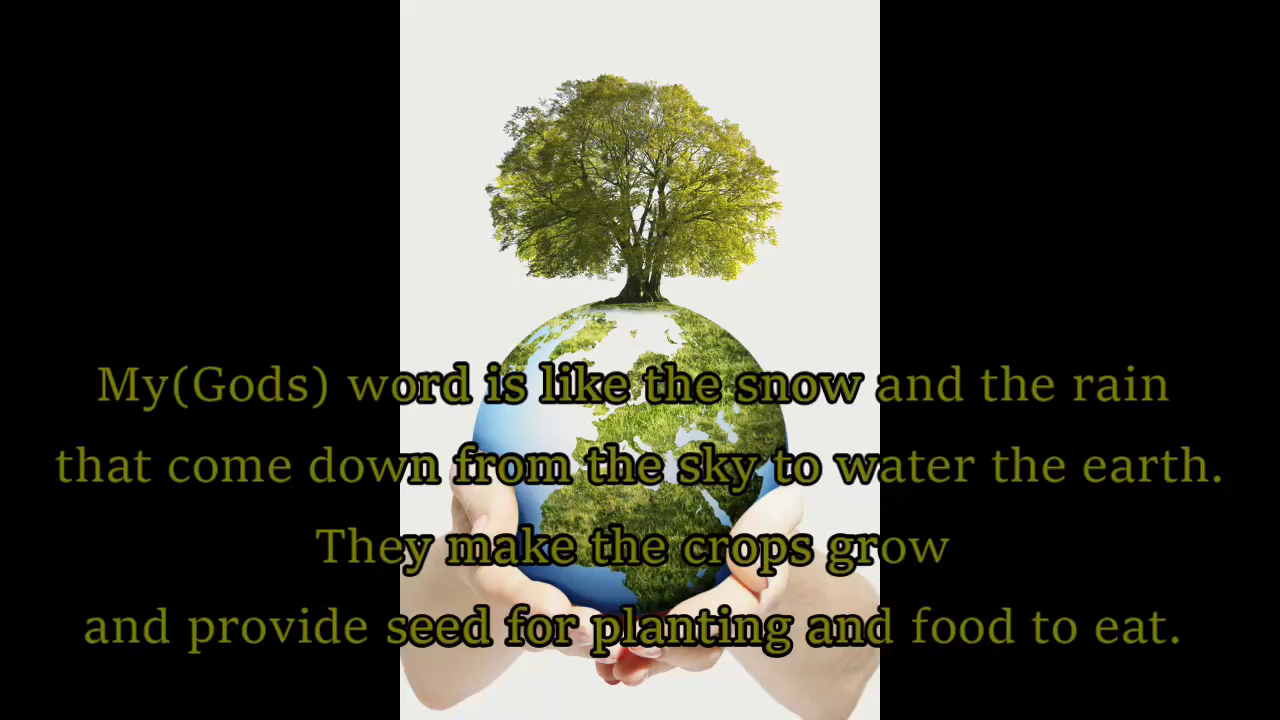 My(Gods) word is like the snow and the rain
that come down from the sky to water the earth.
They make the crops grow
and provide seed for planting and food to eat.